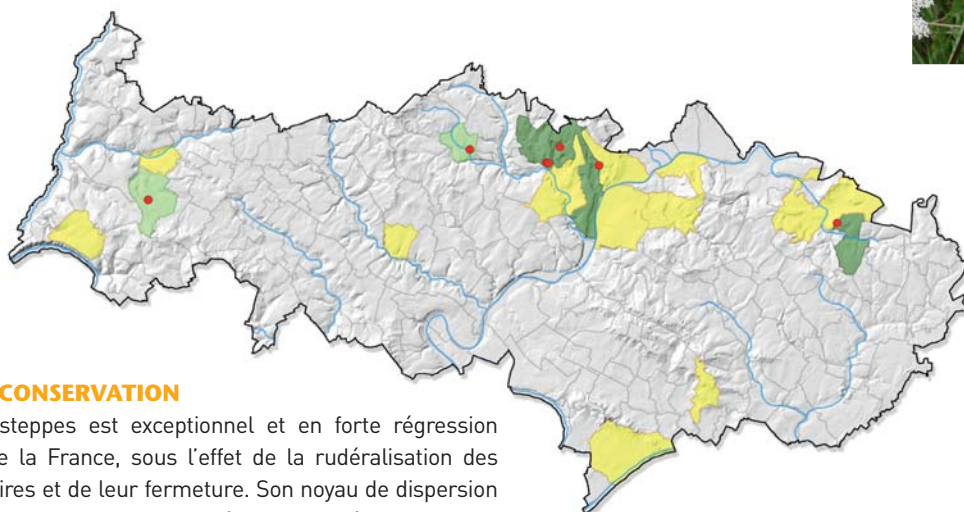 CONSERVATION
steppes est exceptionnel et en forte régression
la France, sous l'effet de la rudéralisation des
et de leur fermeture. Son noyau de dispersion